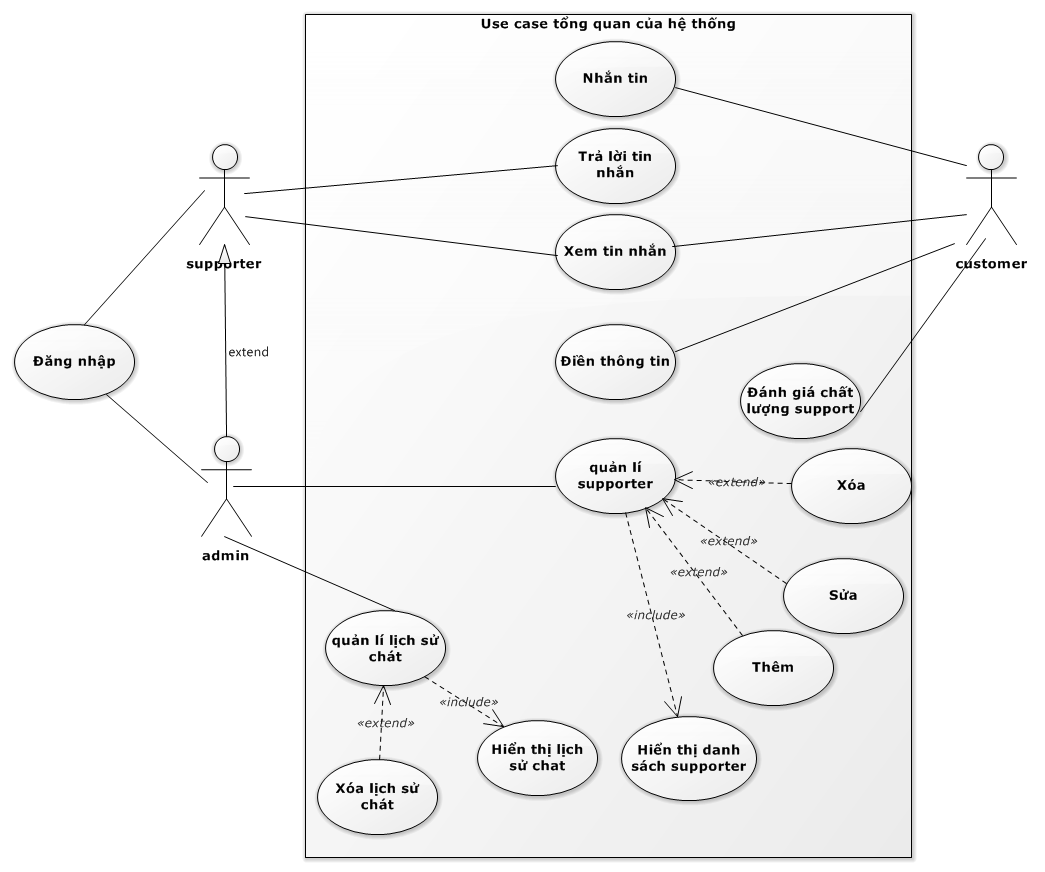 Use case tổng quan của hệ thống
Nhắn tin
Trả lời tin
nhắn
Xem tin nhắn
supporter
customer
extend
Đăng nhập
Điền thông tin
Đánh giá chất
lượng support
quản lí
supporter
«extend»
Xóa
«extend»
Sửa
«extend»
admin
«include»
Thêm
quản lí lịch sử
chát
«include»
«extend»
Hiển thị lịch
sử chat
Hiển thị danh
sách supporter
Xóa lịch sử
chát